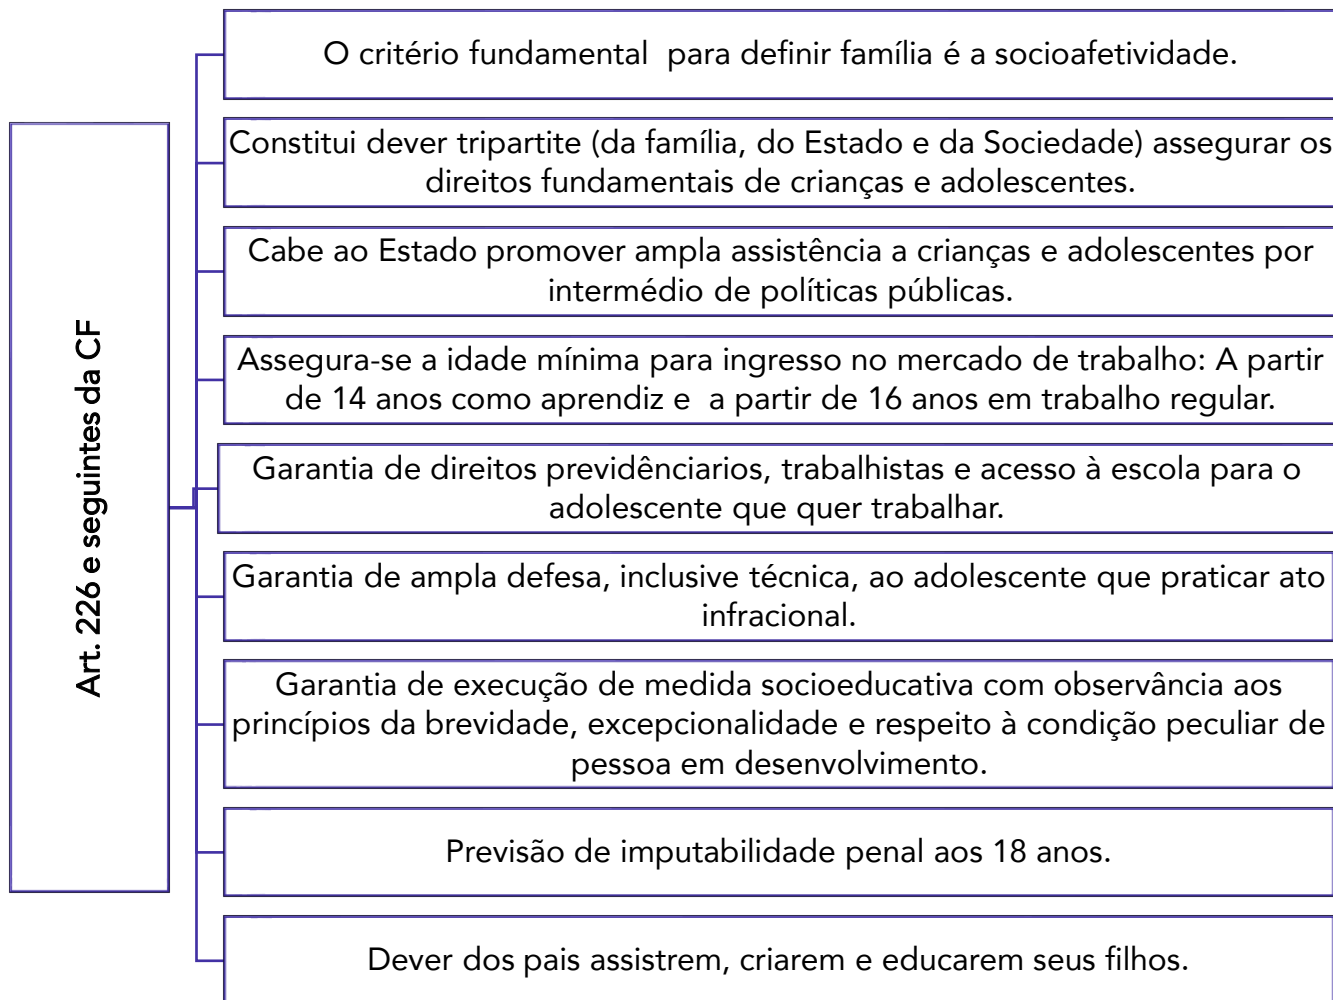 Art. 226 e seguintes da CF
O critério fundamental  para definir família é a socioafetividade.
Constitui dever tripartite (da família, do Estado e da Sociedade) assegurar os
direitos fundamentais de crianças e adolescentes.
Cabe ao Estado promover ampla assistência a crianças e adolescentes por
intermédio de políticas públicas.
Assegura-se a idade mínima para ingresso no mercado de trabalho: A partir
de 14 anos como aprendiz e  a partir de 16 anos em trabalho regular.
Garantia de direitos previdênciarios, trabalhistas e acesso à escola para o
adolescente que quer trabalhar.
Garantia de ampla defesa, inclusive técnica, ao adolescente que praticar ato
infracional.
Garantia de execução de medida socioeducativa com observância aos
princípios da brevidade, excepcionalidade e respeito à condição peculiar de
pessoa em desenvolvimento.
Previsão de imputabilidade penal aos 18 anos.
Dever dos pais assistrem, criarem e educarem seus filhos.